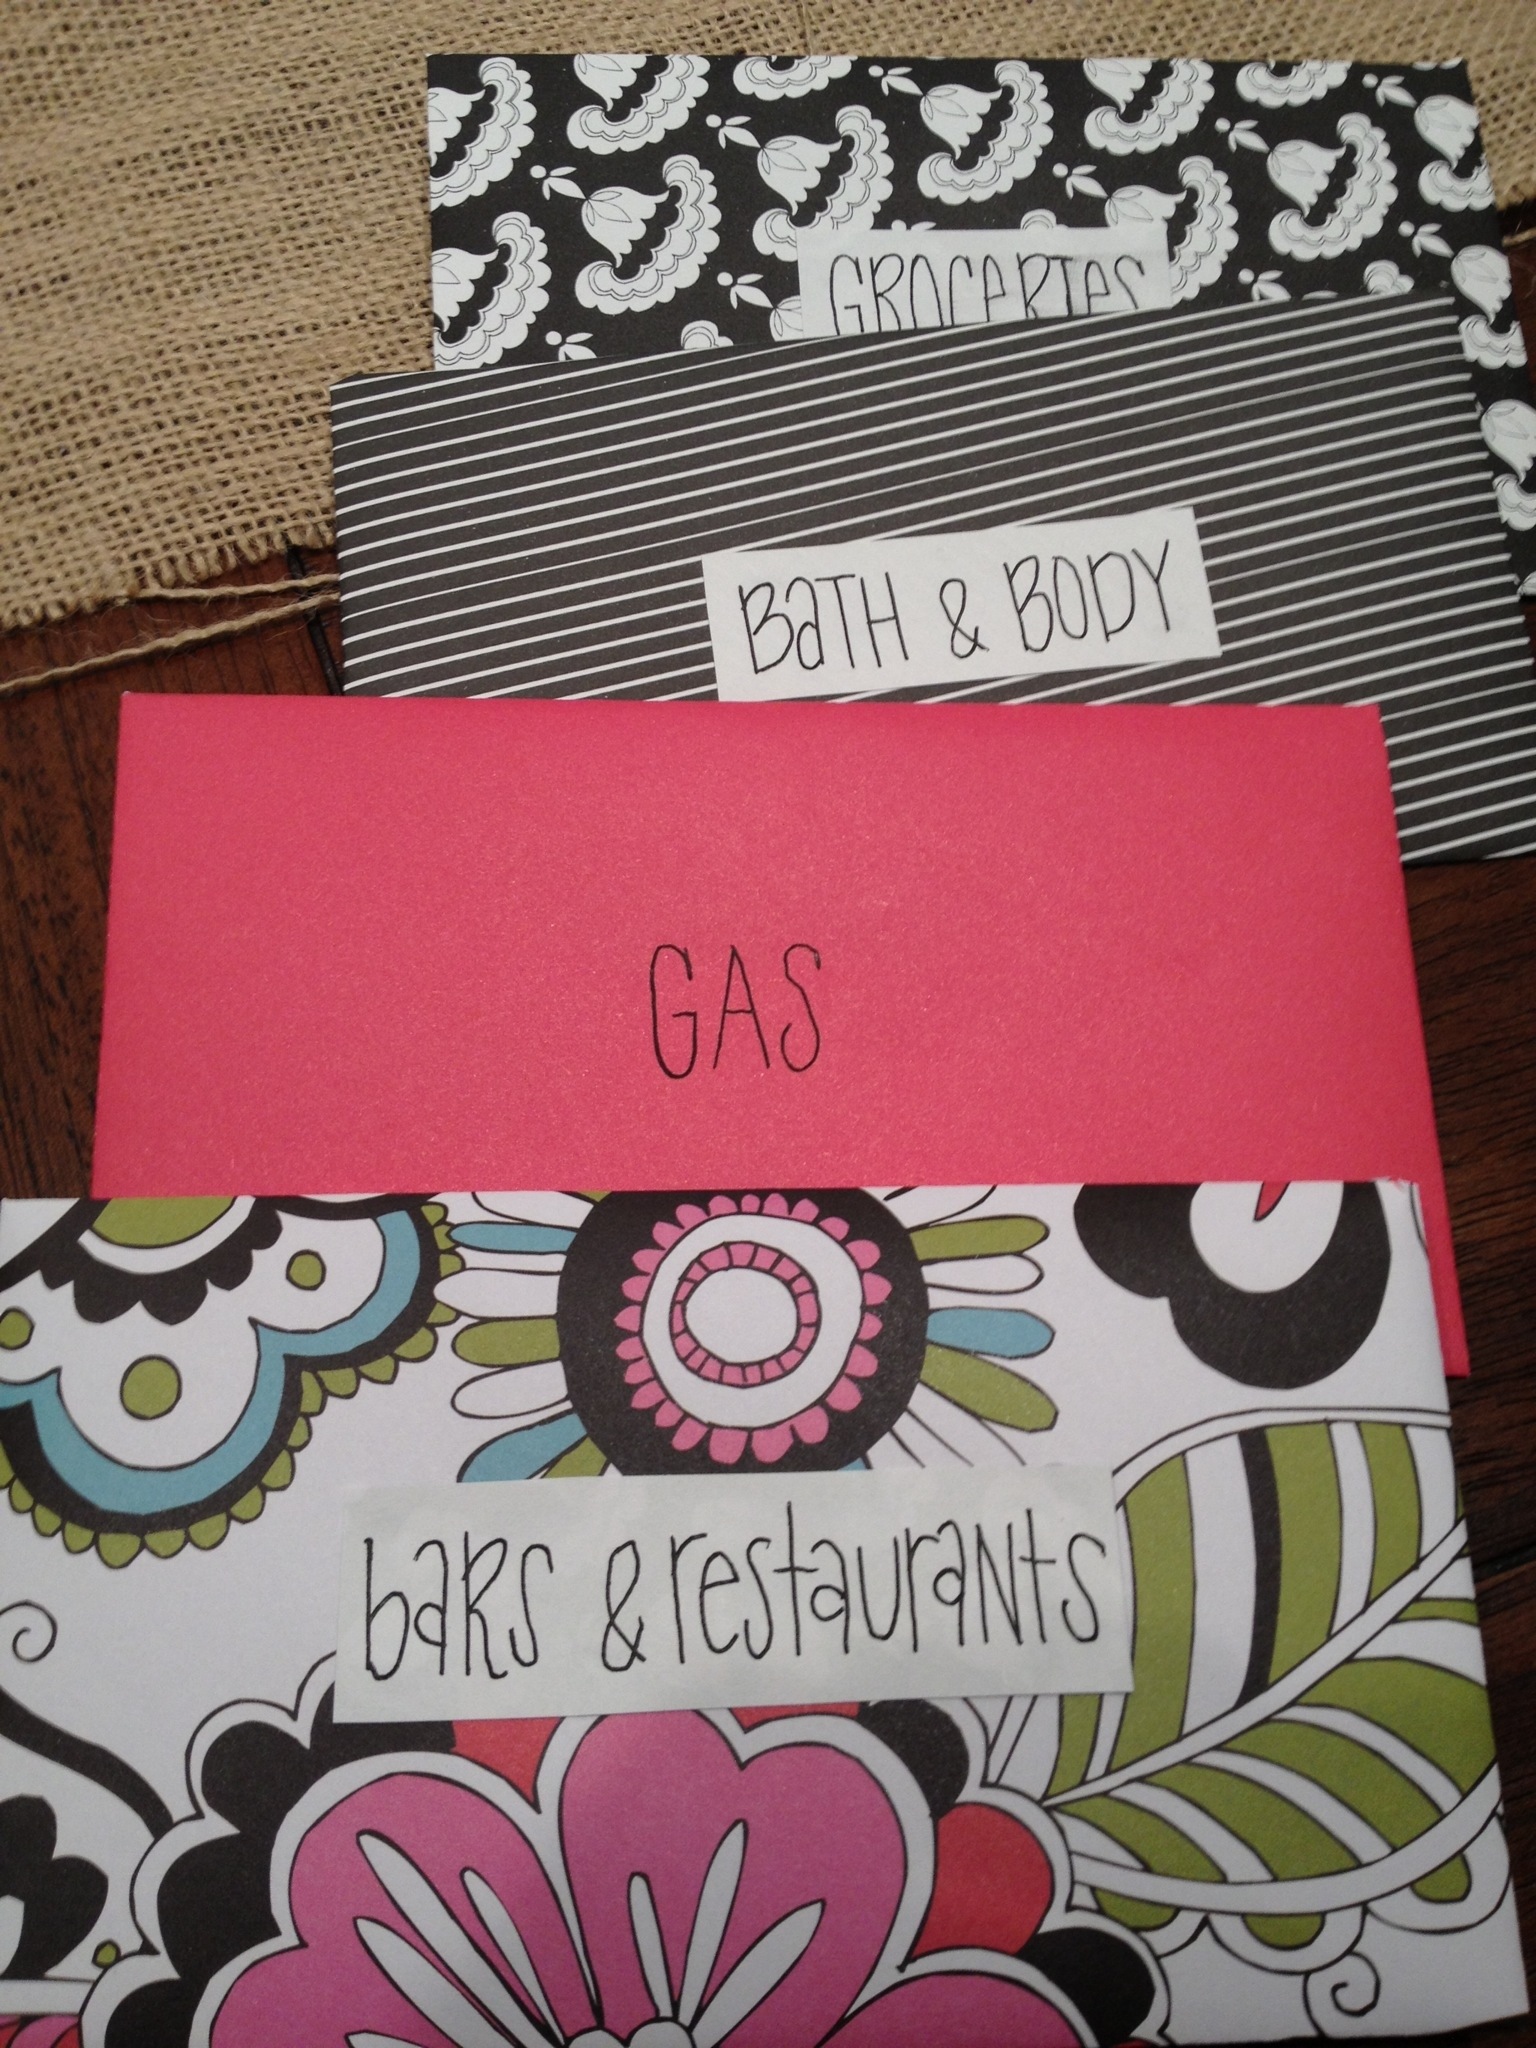 GROCeRIeS
BaTH & BODY
GAS
baRs & restauraNts